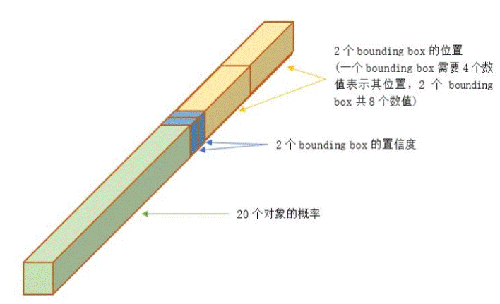 2 个 bounding box 的位置
(一个 bounding box 需要 4 个数
值表示其位置，2 个 bounding
box 共 8 个数值)
2 个 bounding box 的置信度
20 个对象的概率